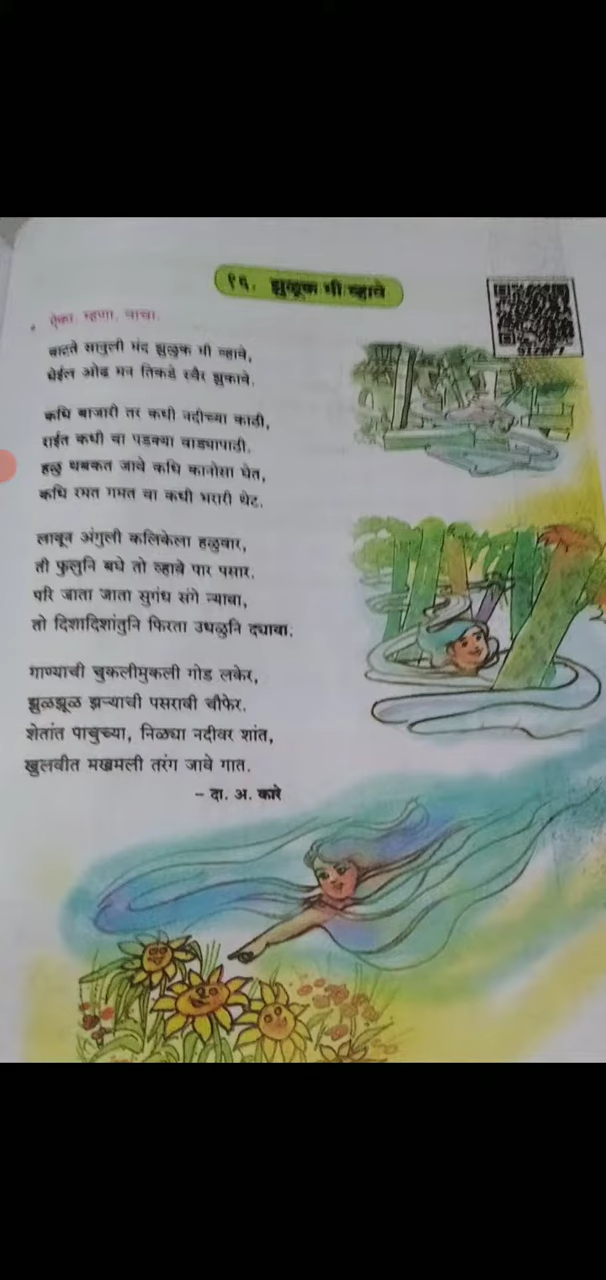 १५. झुळूक मी व्हावे
ऐका. म्हणा. वाचा.
वाटते सानुली मंद झुळुक मी व्हावे,
घेईल ओढ मन तिकडे स्वैर झुकावे.
कधि बाजारी तर कधी नदीच्या काठी,
राईत कधी वा पडक्या वाड्यापाठी.
हळु थबकत जावे कधि कानोसा घेत,
कधि रमत गमत वा कधी भरारी थेट.
लावून अंगुली कलिकेला हळुवार,
ती फुलुनि बघे तो व्हावे पार पसार.
परि जाता जाता सुगंध संगे न्यावा,
तो दिशादिशांतुनि फिरता उधळुनि द्यावा.
गाण्याची चुकलीमुकली गोड लकेर,
झुळझूळ झऱ्याची पसरावी चौफेर.
शेतांत पाचुच्या, निळ्या नदीवर शांत,
खुलवीत मखमली तरंग जावे गात.
– दा. अ. कारे